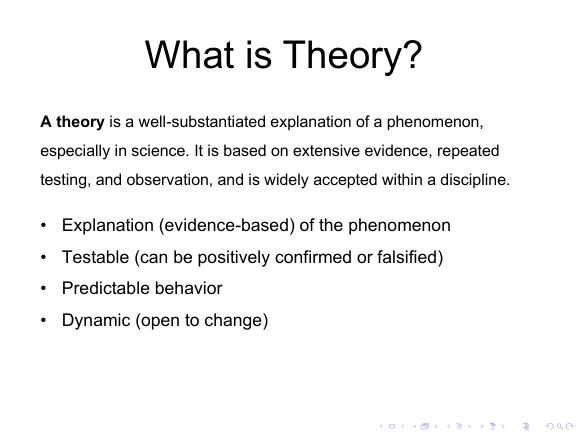 What is Theory?
A theory is a well-substantiated explanation of a phenomenon,
especially in science. It is based on extensive evidence, repeated
testing, and observation, and is widely accepted within a discipline.
• Explanation (evidence-based) of the phenomenon
• Testable (can be positively confirmed or falsified)
• Predictable behavior
• Dynamic (open to change)